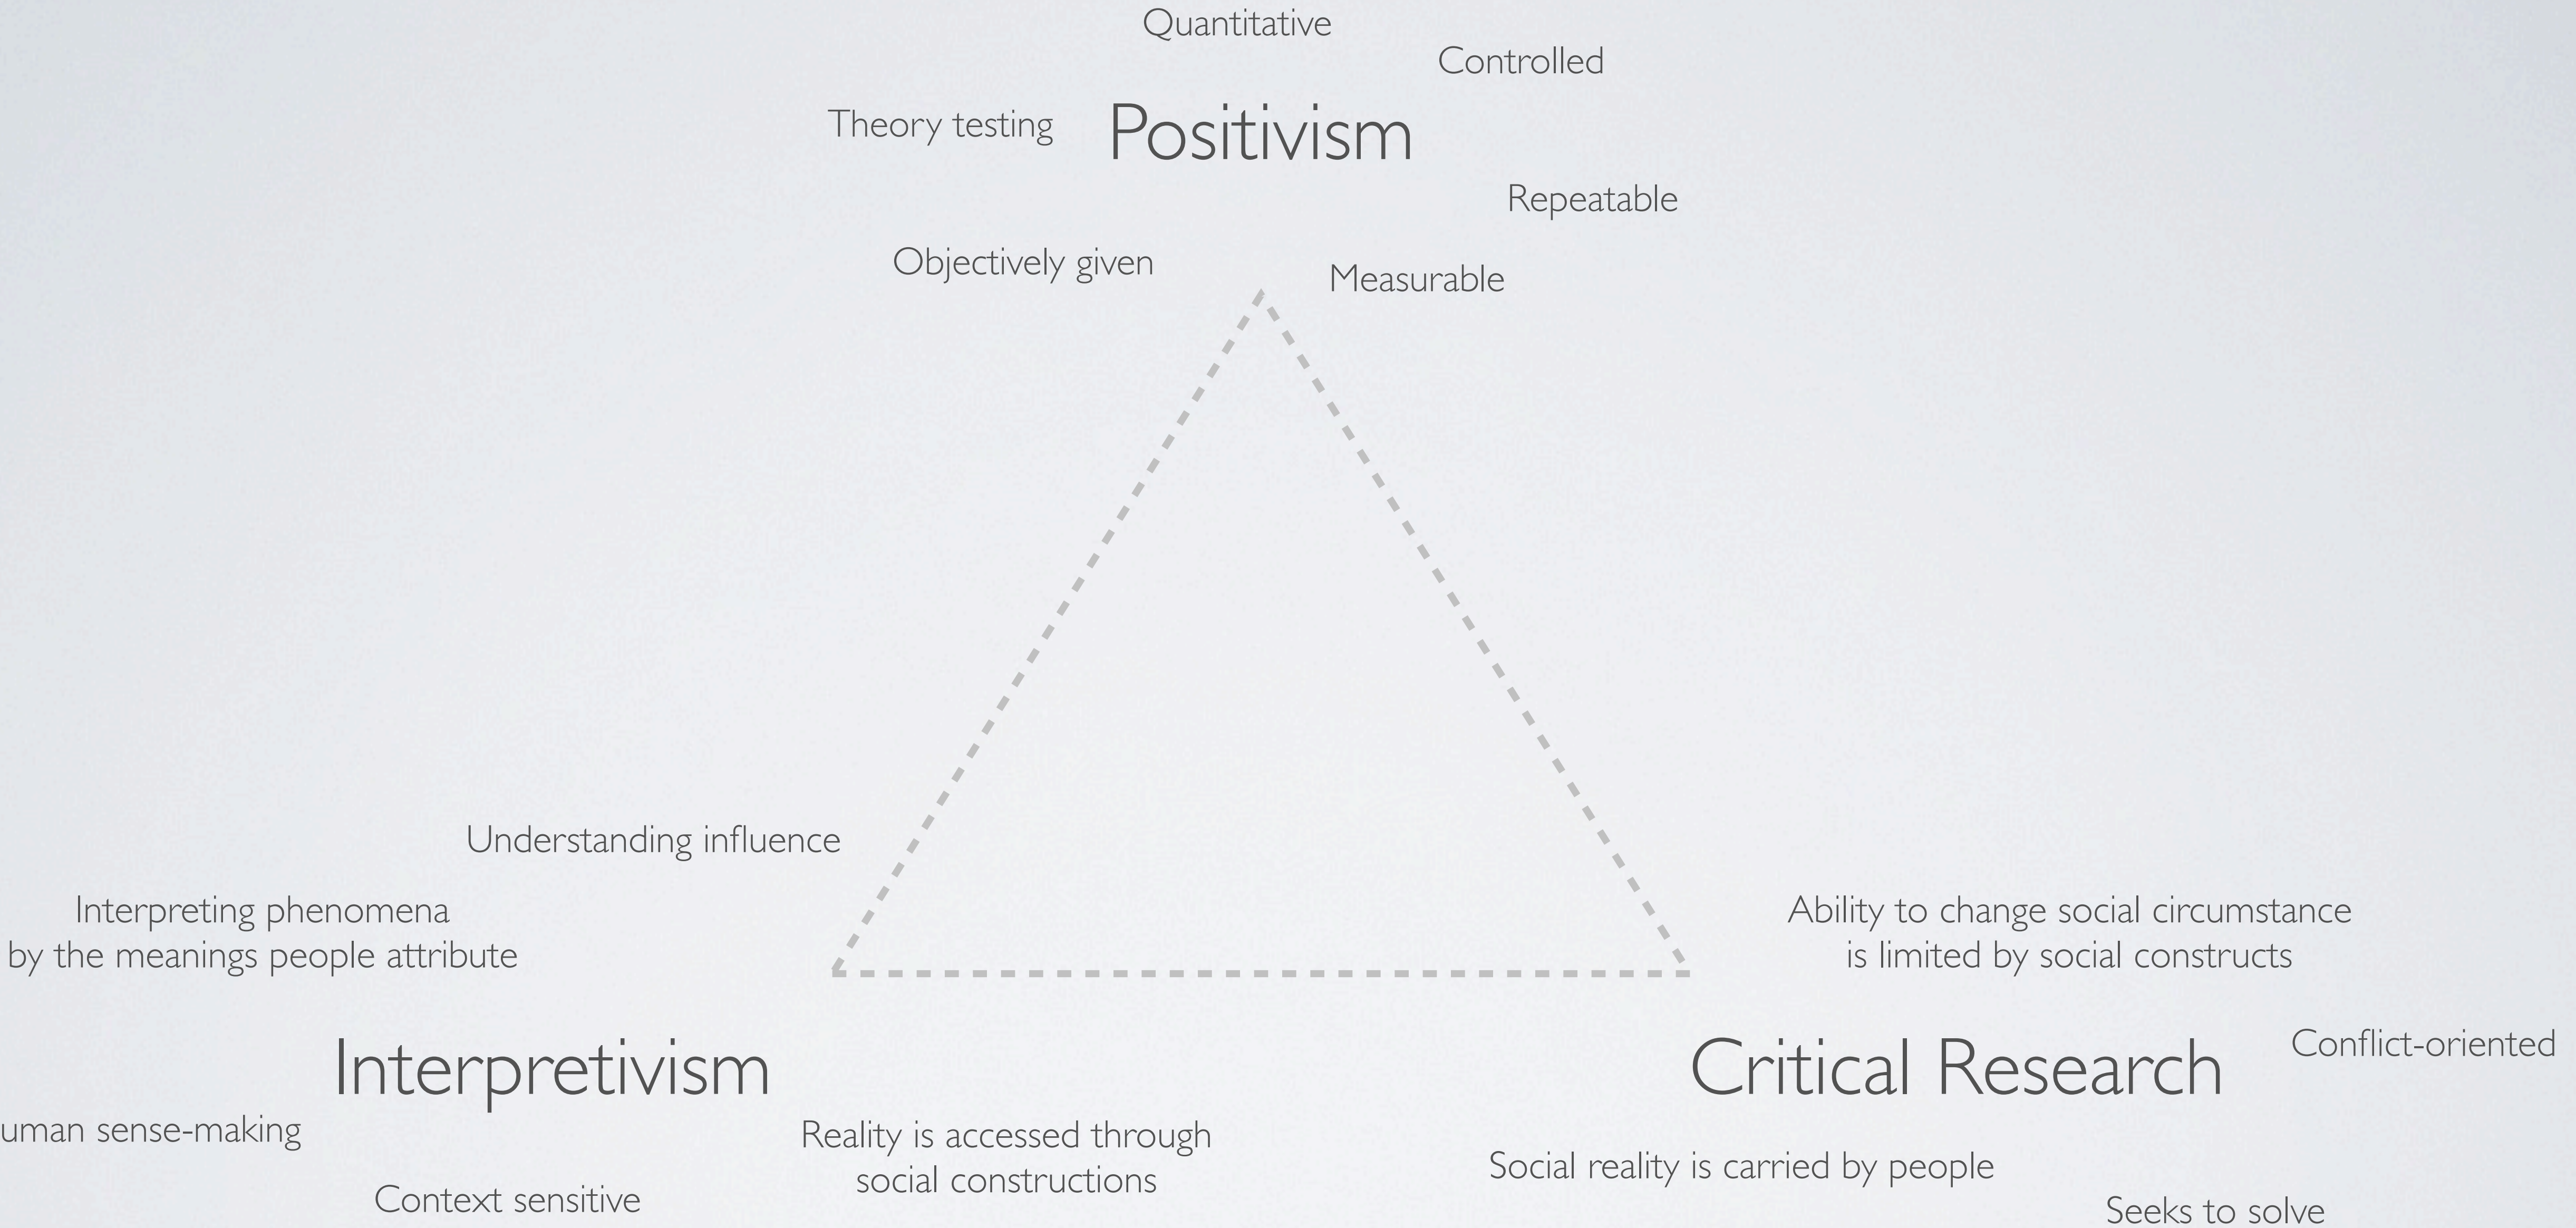 Quantitative
Controlled
Theory testing
Positivism
Repeatable
Objectively given
Measurable
Understanding influence
Interpreting phenomena
by the meanings people attribute
Interpretivism
uman sense-making
Context sensitive
Reality is accessed through
social constructions
Ability to change social circumstance
is limited by social constructs
Critical Research
Conflict-oriented
Social reality is carried by people
Seeks to solve